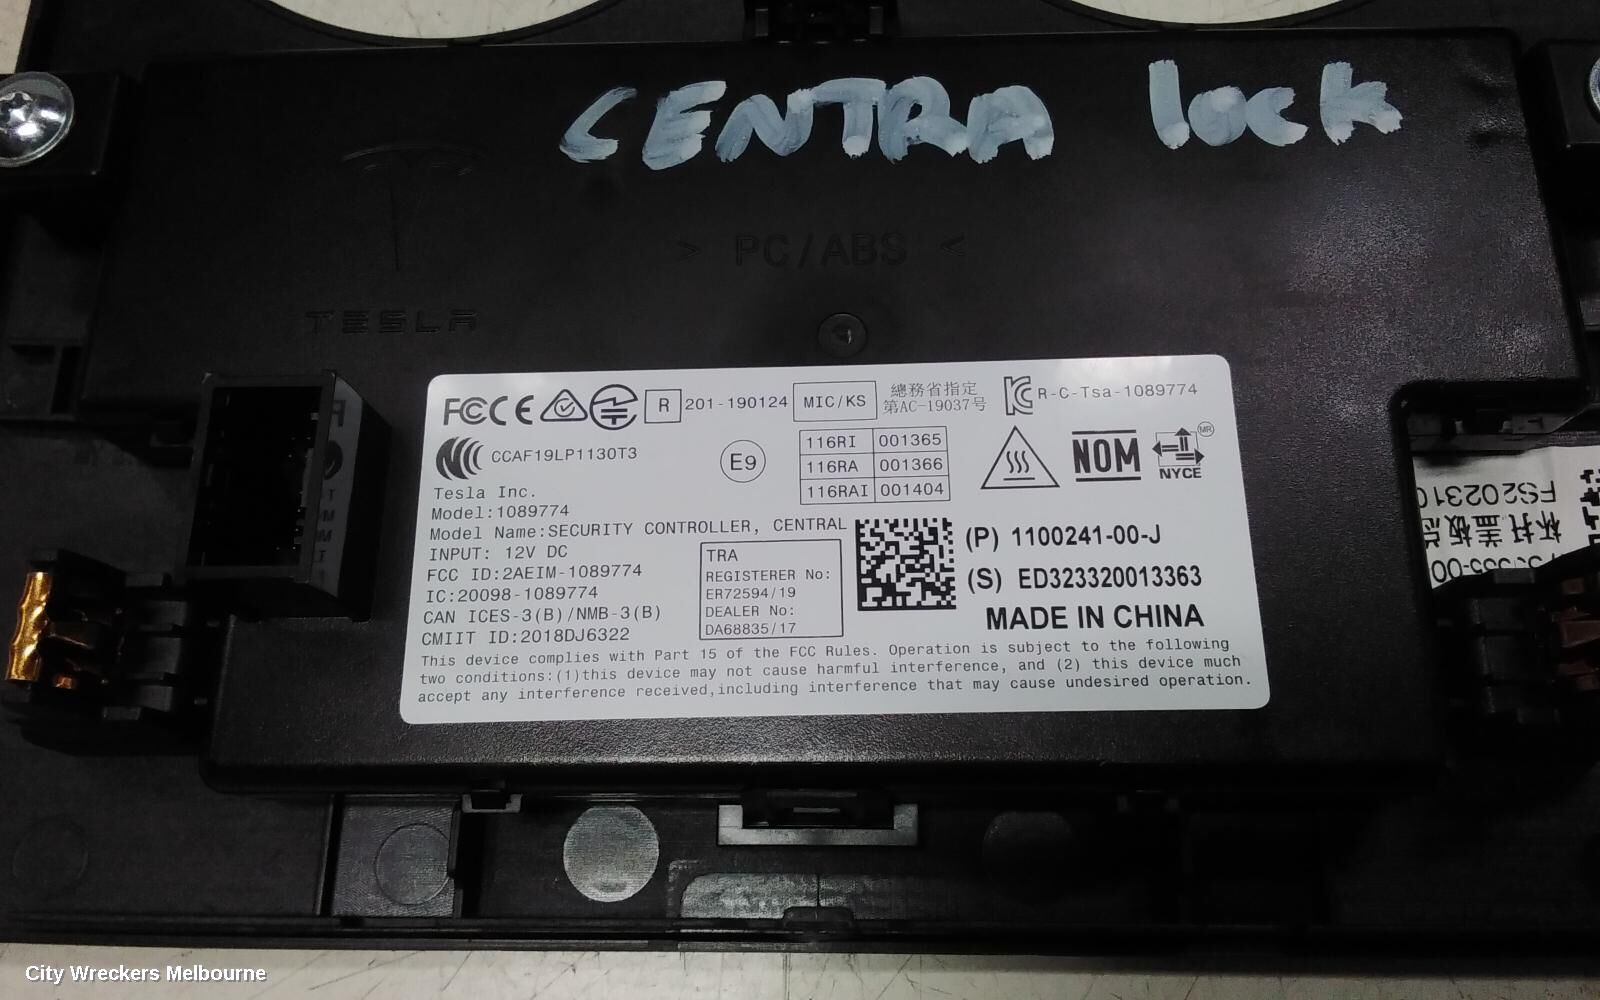 CENTRA lock
> PC/ABS <
TESLA
FCC CE R 201-190124 MIC/KS 總務省指定 第AC-19037号 R-C-Tsa-1089774
CCAF19LP1130T3
E9
116RI 001365
116RA 001366
116RAI 001404
NOM
NYCE
MR
Tesla Inc.
Model:1089774
Model Name:SECURITY CONTROLLER, CENTRAL
INPUT: 12V DC
FCC ID:2AEIM-1089774
IC:20098-1089774
CAN ICES-3(B)/NMB-3(B)
CMIIT ID:2018DJ6322
TRA
REGISTERER No:
ER72594/19
DEALER No:
DA68835/17
(P) 1100241-00-J
(S) ED323320013363
MADE IN CHINA
This device complies with Part 15 of the FCC Rules. Operation is subject to the following
two conditions:(1)this device may not cause harmful interference, and (2) this device much
accept any interference received,including interference that may cause undesired operation.
FS202310
City Wreckers Melbourne